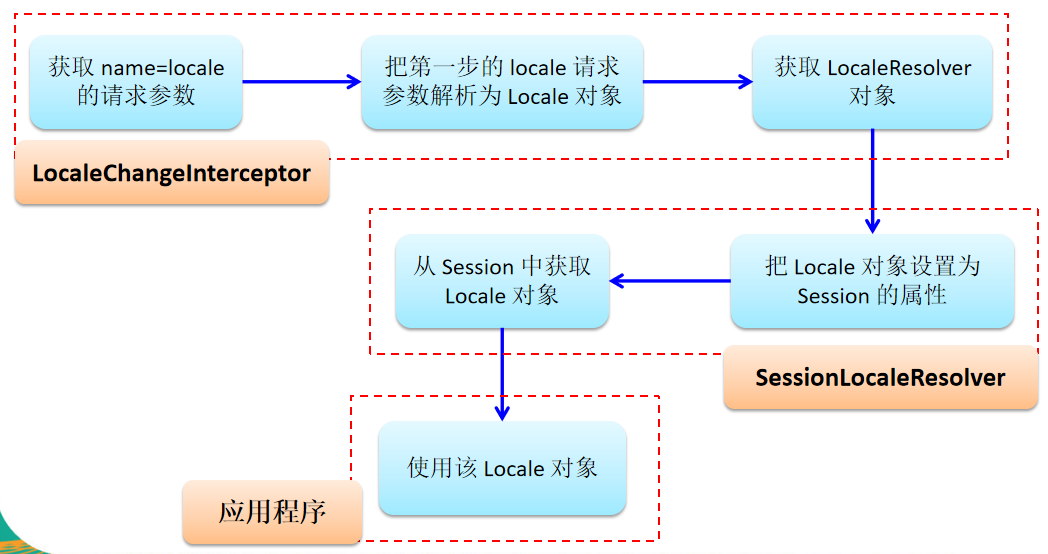 获取 name=locale
的请求参数
把第一步的 locale 请求
参数解析为 Locale 对象
获取 LocaleResolver
对象
LocaleChangeInterceptor
从 Session 中获取
Locale 对象
把 Locale 对象设置为
Session 的属性
SessionLocaleResolver
使用该 Locale 对象
应用程序